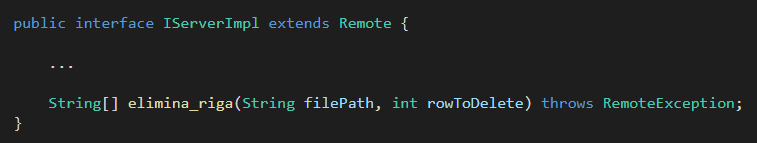 public interface IServerImpl extends Remote {
...
String[] elimina_riga(String filePath, int rowToDelete) throws RemoteException;
}